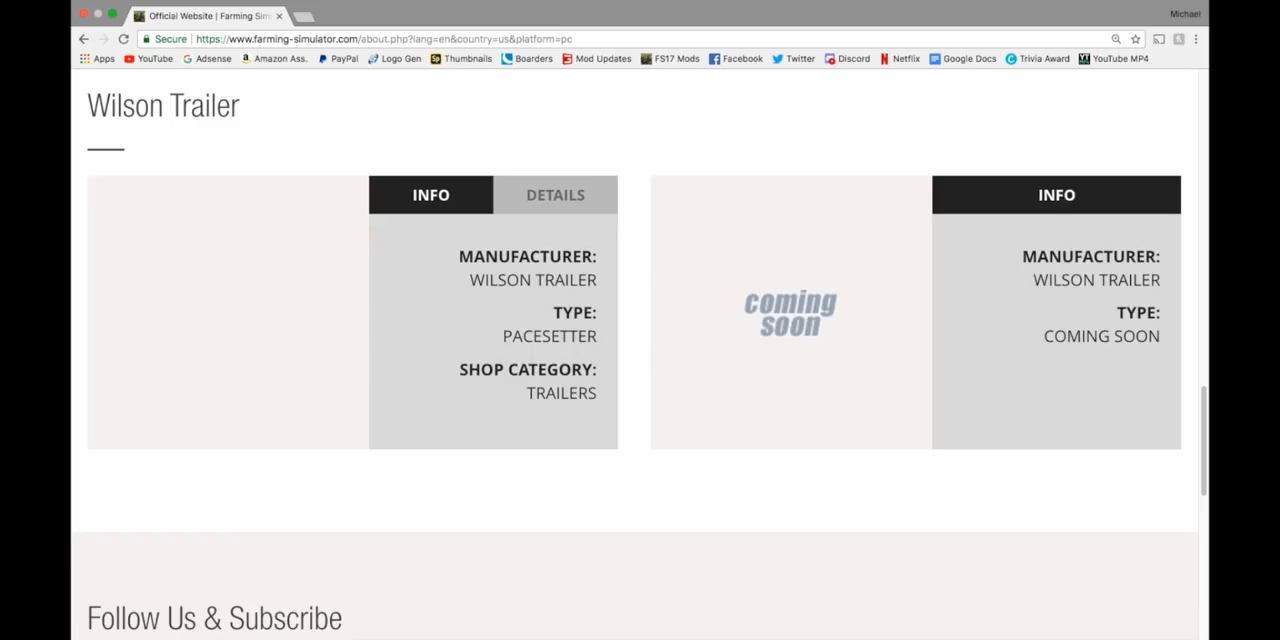 Official Website | Farming Sim
Michael
Secure https://www.farming-simulator.com/about.php?lang=en&country=us&platform=pc
Apps YouTube Adsense Amazon Ass. PayPal Logo Gen Thumbnails Boarders Mod Updates FS17 Mods Facebook Twitter Discord Netflix Google Docs Trivia Award YouTube MP4
Wilson Trailer
INFO DETAILS
MANUFACTURER:
WILSON TRAILER
TYPE:
PACESETTER
SHOP CATEGORY:
TRAILERS
coming
soon
INFO
MANUFACTURER:
WILSON TRAILER
TYPE:
COMING SOON
Follow Us & Subscribe